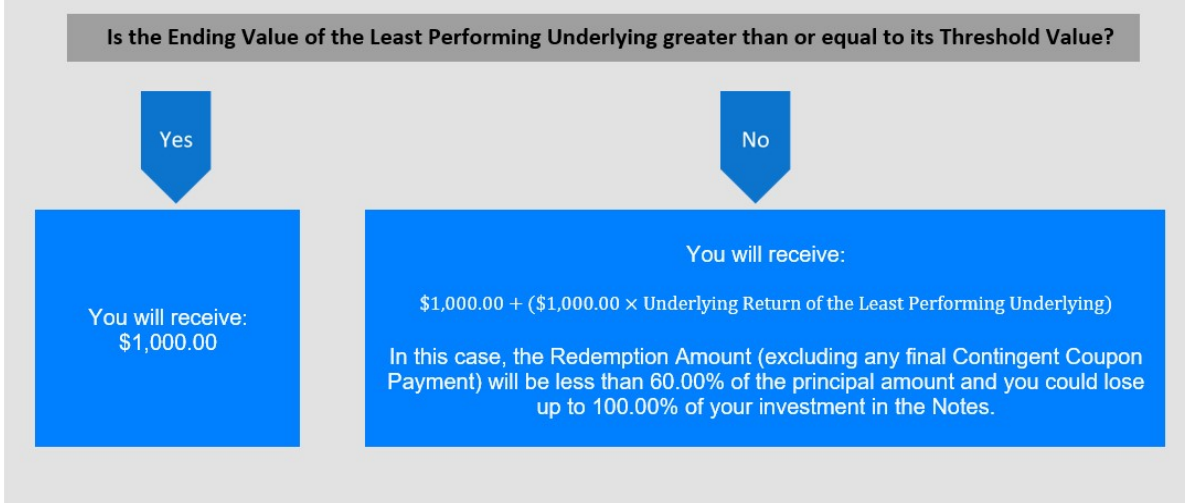 Is the Ending Value of the Least Performing Underlying greater than or equal to its Threshold Value?
Yes
No
You will receive:
$1,000.00
You will receive:
$1,000.00 + ($1,000.00 × Underlying Return of the Least Performing Underlying)
In this case, the Redemption Amount (excluding any final Contingent Coupon
Payment) will be less than 60.00% of the principal amount and you could lose
up to 100.00% of your investment in the Notes.